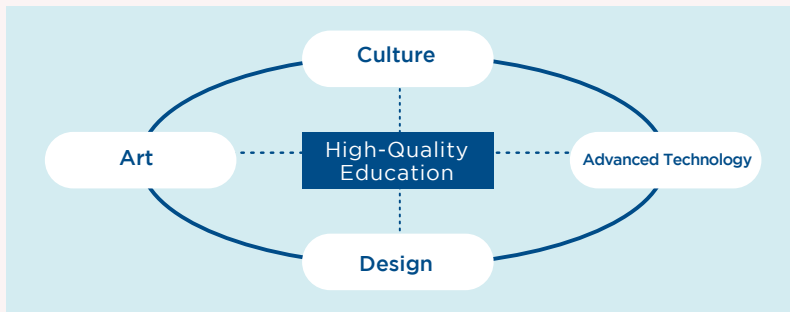 Culture
Art
High-Quality
Education
Advanced Technology
Design